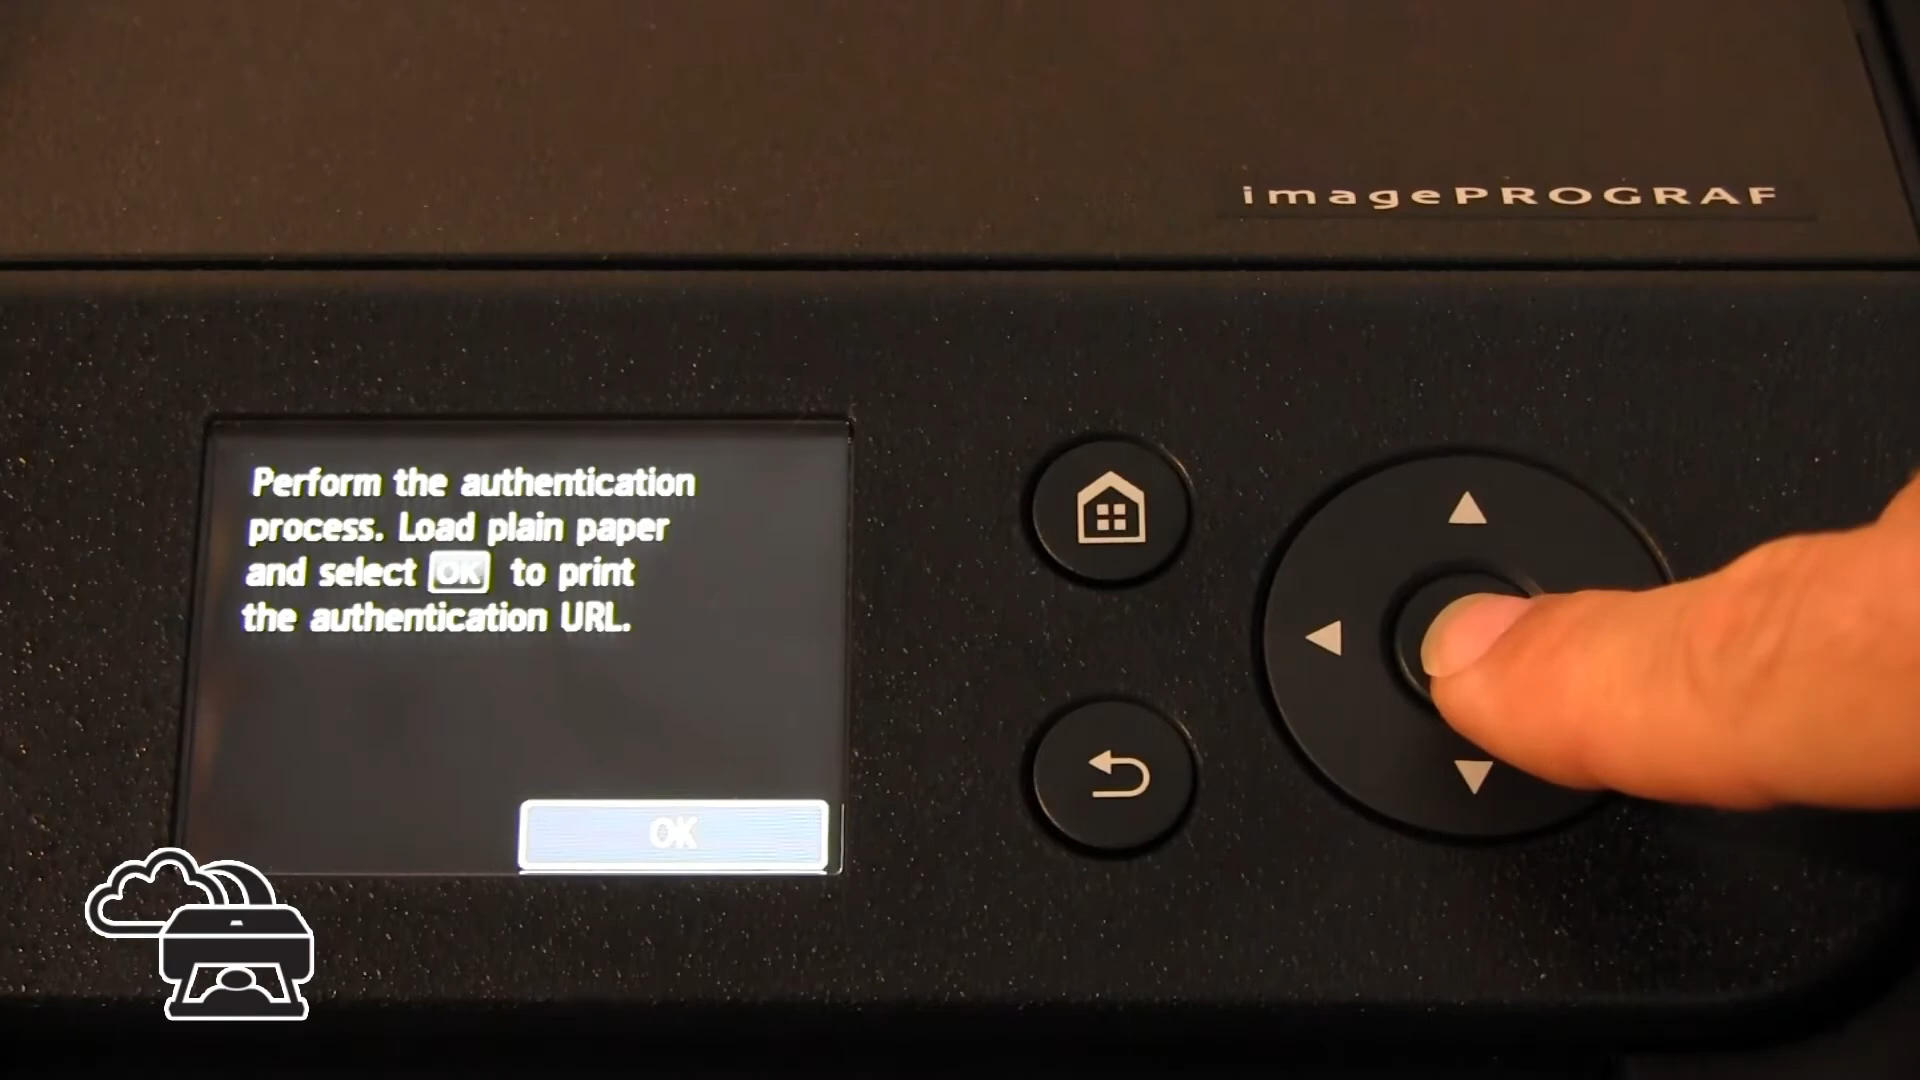 imagePROGRAF
Perform the authentication
process. Load plain paper
and select OK to print
the authentication URL.
OK